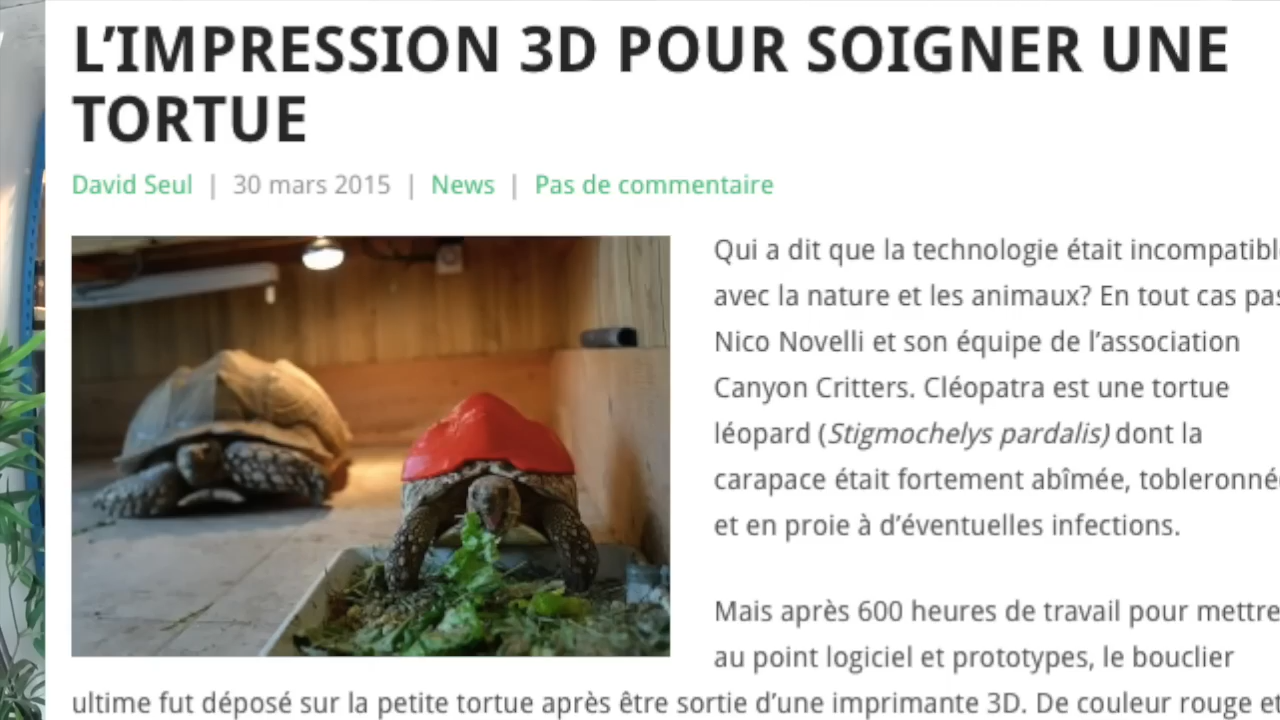 L'IMPRESSION 3D POUR SOIGNER UNE
TORTUE
David Seul | 30 mars 2015 | News | Pas de commentaire
Qui a dit que la technologie était
avec la nature et les animaux? En tout cas
Nico Novelli et son équipe de l'association
Canyon Critters. Cléopatra est une tortue
léopard (Stigmochelys pardalis) dont la
carapace était fortement abîmée,
et en proie à d'éventuelles infections.
Mais après 600 heures de travail pour mettre
au point logiciel et prototypes, le bouclier
ultime fut déposé sur la petite tortue après être sortie d'une imprimante 3D. De couleur rouge et